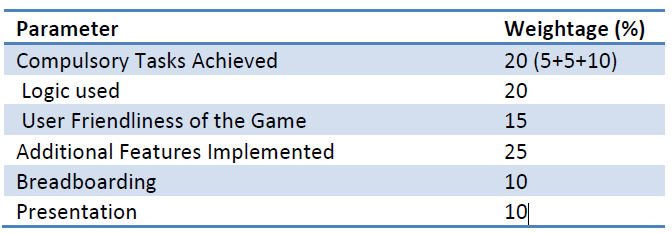 Parameter Weightage (%)
Compulsory Tasks Achieved 20 (5+5+10)
Logic used 20
User Friendliness of the Game 15
Additional Features Implemented 25
Breadboarding 10
Presentation 10